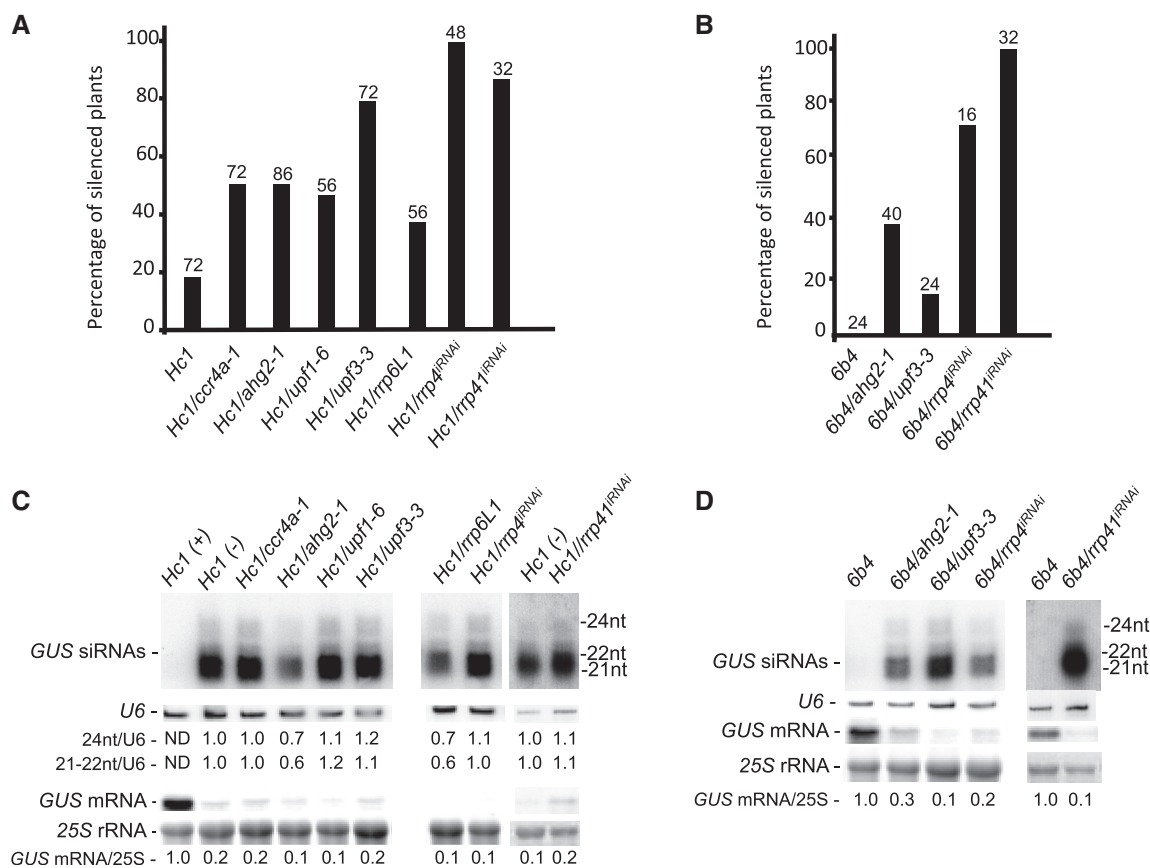 A
Percentage of silenced plants
100
80
60
40
20
0
72
72
86
56
72
56
48
32
Hc1
Hc1/ccr4a-1
Hc1/ahg2-1
Hc1/upf1-6
Hc1/upf3-3
Hc1/rrp6L1
Hc1/rrp4iRNAi
Hc1/rrp41iRNAi
B
Percentage of silenced plants
100
80
60
40
20
0
24
40
24
16
32
6b4
6b4/ahg2-1
6b4/upf3-3
6b4/rrp4iRNAi
6b4/rrp41iRNAi
C
Hc1 (+)
Hc1 (-)
Hc1/ccr4a-1
Hc1/ahg2-1
Hc1/upf1-6
Hc1/upf3-3
Hc1/rrp6L1
Hc1/rrp4iRNAi
Hc1 (-)
Hc1//rrp41iRNAi
GUS siRNAs -
-24nt
-22nt
-21nt
U6 -
24nt/U6 - ND 1.0 1.0 0.7 1.1 1.2 0.7 1.1 1.0 1.1
21-22nt/U6 - ND 1.0 1.0 0.6 1.2 1.1 0.6 1.0 1.0 1.1
GUS mRNA -
25S rRNA -
GUS mRNA/25S - 1.0 0.2 0.2 0.1 0.1 0.2 0.1 0.1 0.1 0.2
D
6b4
6b4/ahg2-1
6b4/upf3-3
6b4/rrp4iRNAi
6b4
6b4/rrp41iRNAi
GUS siRNAs -
-24nt
-22nt
-21nt
U6 -
GUS mRNA -
25S rRNA -
GUS mRNA/25S - 1.0 0.3 0.1 0.2 1.0 0.1